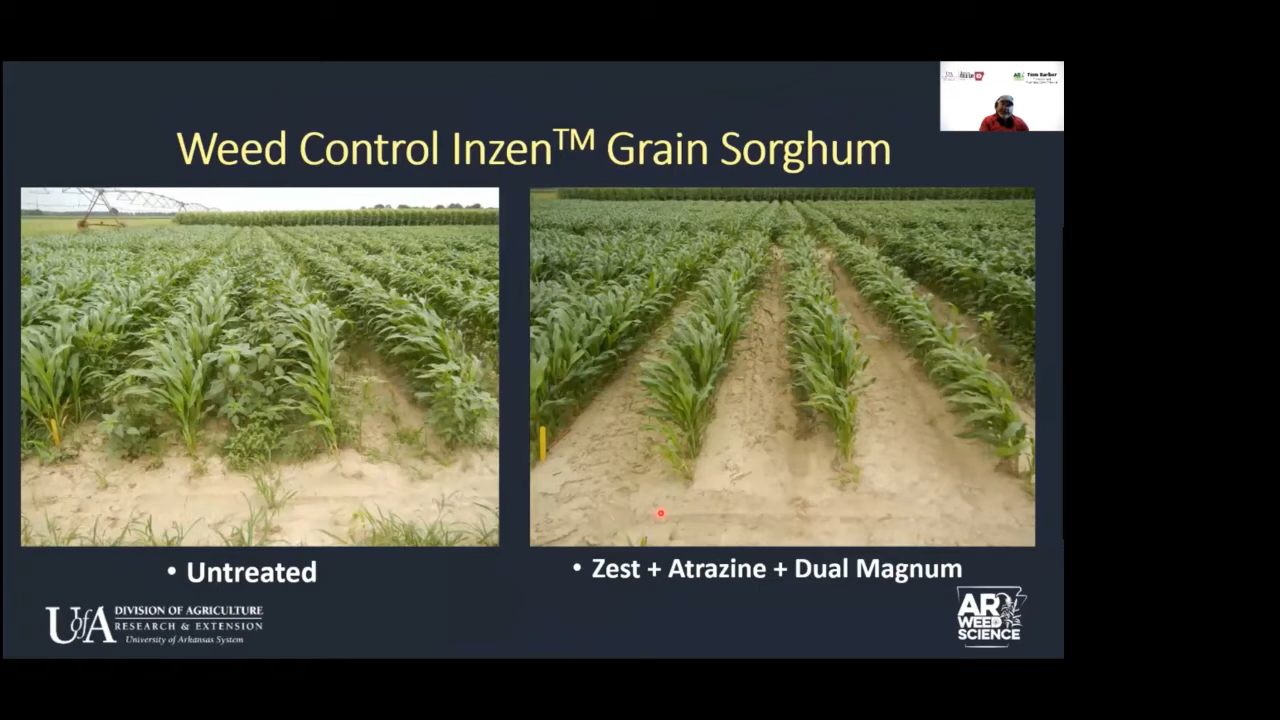 Tom Barber
Weed Control Inzen™ Grain Sorghum
• Untreated
• Zest + Atrazine + Dual Magnum
UofA DIVISION OF AGRICULTURE
RESEARCH & EXTENSION
University of Arkansas System
AR
WEED
SCIENCE